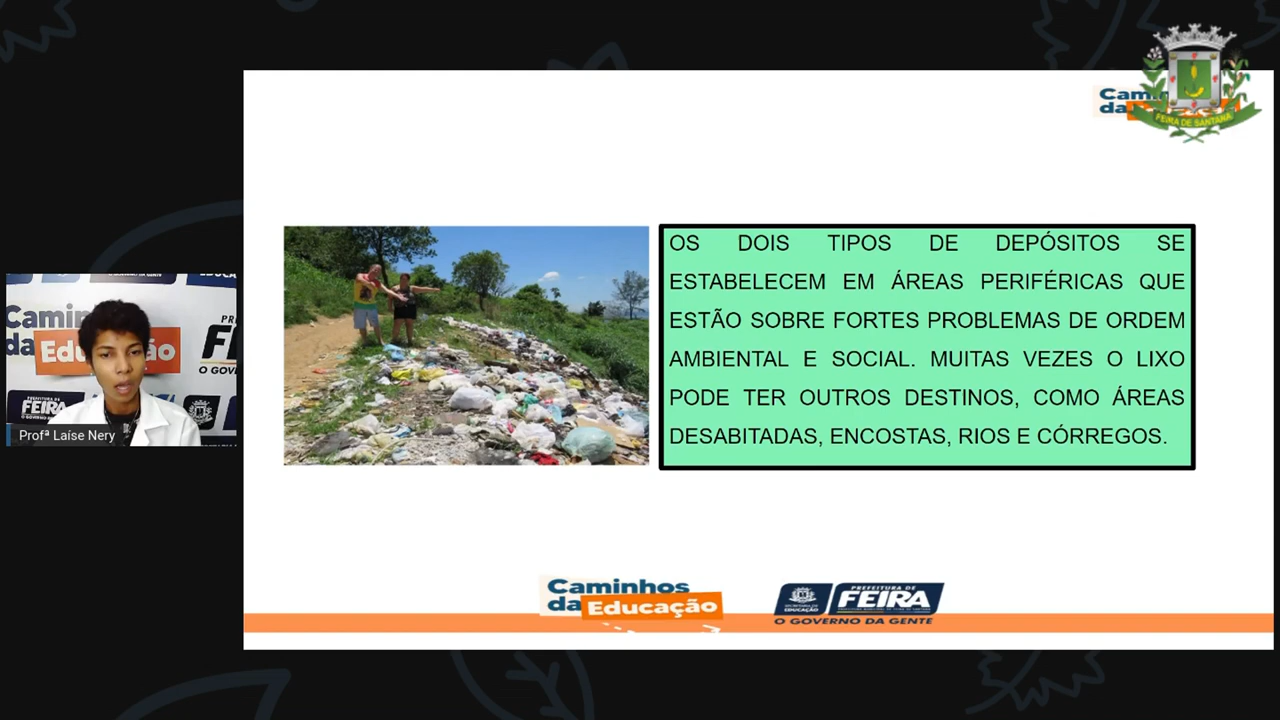 Caminhos
da Educação
PREFEITURA DE
FEIRA
O GOVERNO DA GENTE
Profª Laíse Nery
FEIRA DE SANTANA
OS DOIS TIPOS DE DEPÓSITOS SE
ESTABELECEM EM ÁREAS PERIFÉRICAS QUE
ESTÃO SOBRE FORTES PROBLEMAS DE ORDEM
AMBIENTAL E SOCIAL. MUITAS VEZES O LIXO
PODE TER OUTROS DESTINOS, COMO ÁREAS
DESABITADAS, ENCOSTAS, RIOS E CÓRREGOS.